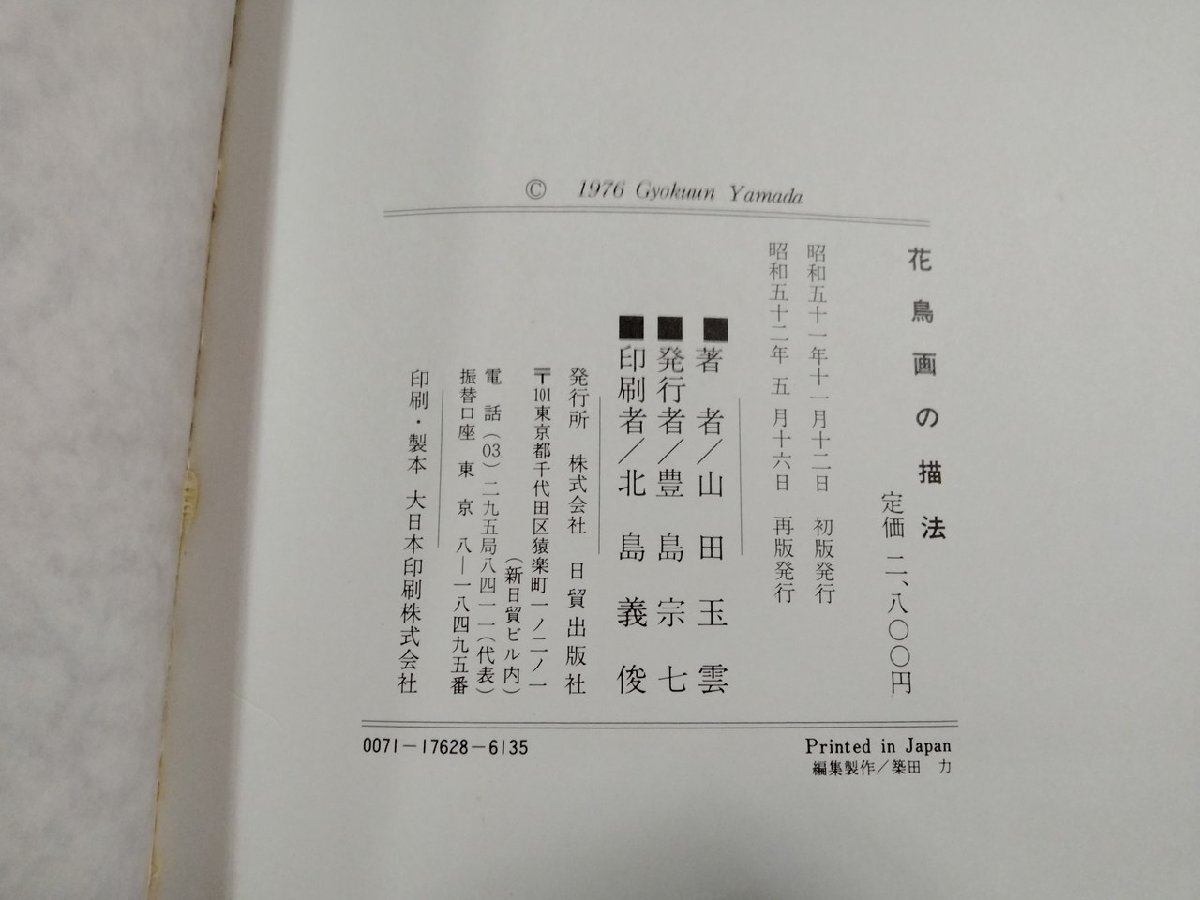 © 1976 Gyokuun Yamada
花鳥画の描法
定価 二、八〇〇円
昭和五十一年十一月十二日 初版発行
昭和五十二年 五 月十六日 再版発行
■著 者/山田玉雲
■発行者/豊島宗七
■印刷者/北島義俊
発行所 株式会社 日貿出版社
〒101東京都千代田区猿楽町一ノ二ノ一
(新日貿ビル内)
電 話 (03) 二九五局八四一一(代表)
振替口座 東 京 八―一八四九五番
印刷・製本 大日本印刷株式会社
0071-17628-6135
Printed in Japan
編集製作/築田 力